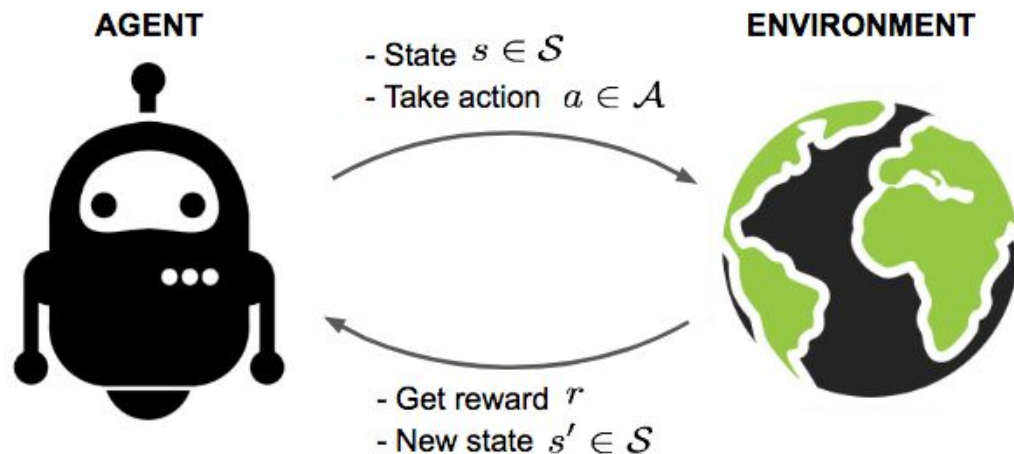 AGENT
ENVIRONMENT
- State s ∈ 𝒮
- Take action a ∈ 𝒜
- Get reward r
- New state s′ ∈ 𝒮